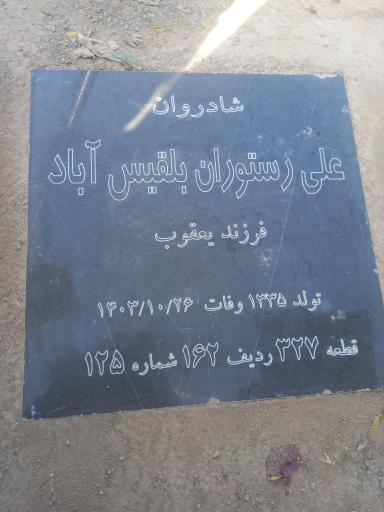 شادروان
علی رستوران بلقیس آباد
فرزند یعقوب
تولد ۱۳۳۵ وفات ۱۴۰۳/۱۰/۲۶
قطعه ۳۲۷ ردیف ۱۶۲ شماره ۱۲۵